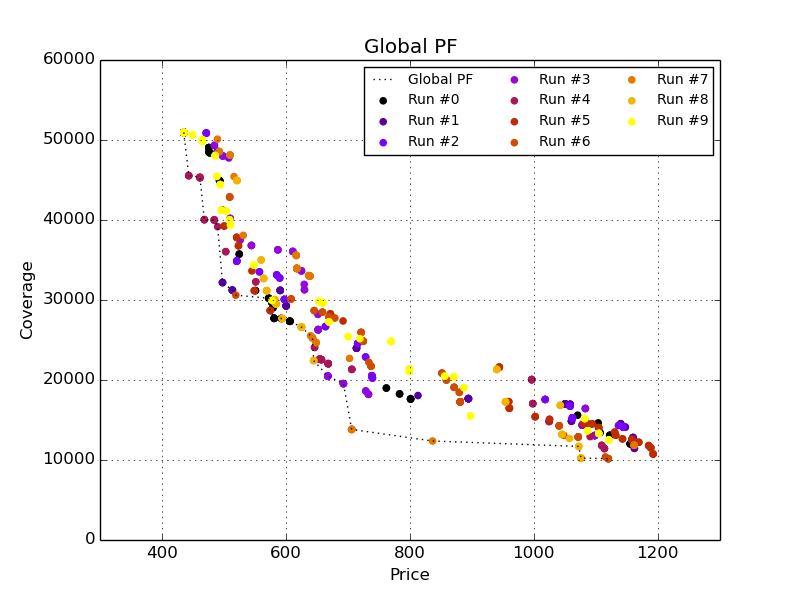 Global PF
60000
50000
40000
30000
20000
10000
0
Coverage
400 600 800 1000 1200
Price
Global PF
Run #0
Run #1
Run #2
Run #3
Run #4
Run #5
Run #6
Run #7
Run #8
Run #9